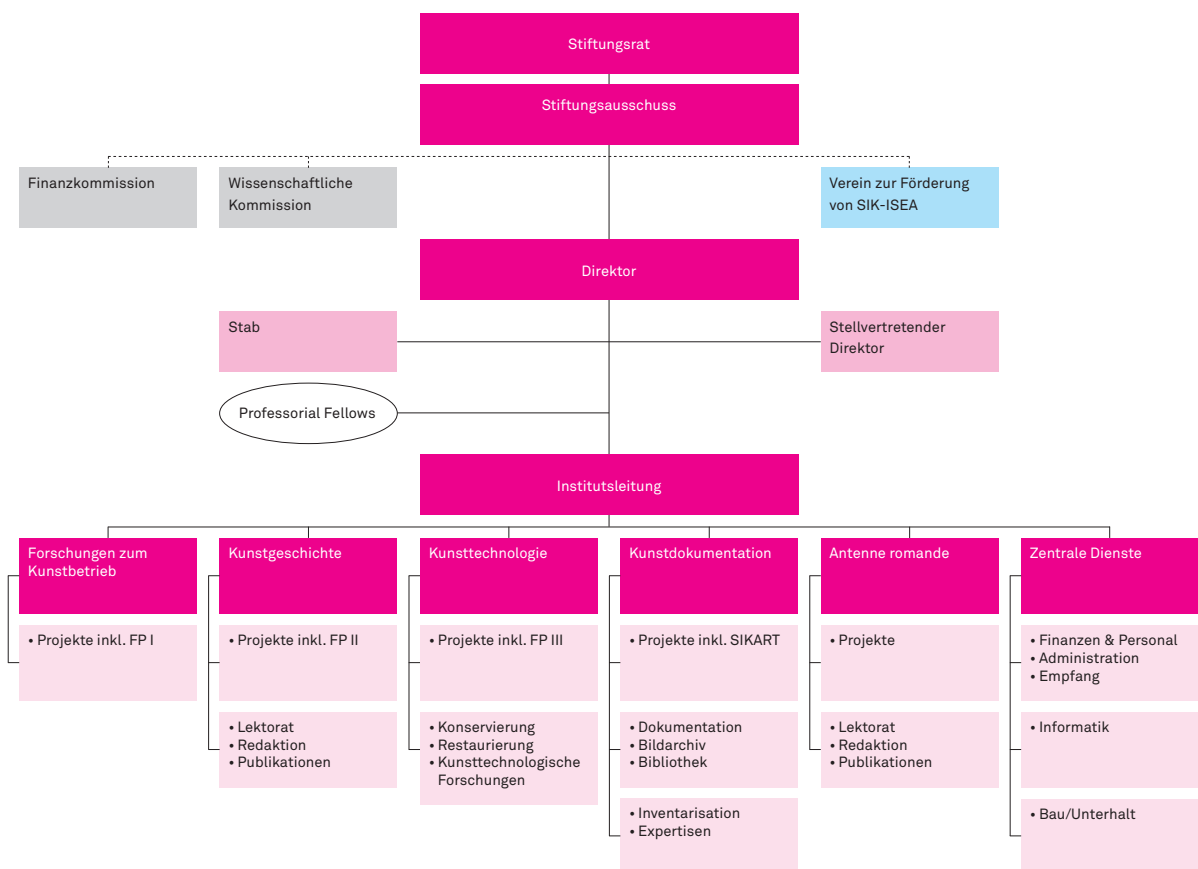 Stiftungsrat
Stiftungsausschuss
Finanzkommission
Wissenschaftliche
Kommission
Verein zur Förderung
von SIK-ISEA
Direktor
Stab
Stellvertretender
Direktor
Professorial Fellows
Institutsleitung
Forschungen zum
Kunstbetrieb
• Projekte inkl. FP I
Kunstgeschichte
• Projekte inkl. FP II
• Lektorat
• Redaktion
• Publikationen
Kunsttechnologie
• Projekte inkl. FP III
• Konservierung
• Restaurierung
• Kunsttechnologische
Forschungen
Kunstdokumentation
• Projekte inkl. SIKART
• Dokumentation
• Bildarchiv
• Bibliothek
• Inventarisation
• Expertisen
Antenne romande
• Projekte
• Lektorat
• Redaktion
• Publikationen
Zentrale Dienste
• Finanzen & Personal
• Administration
• Empfang
• Informatik
• Bau/Unterhalt